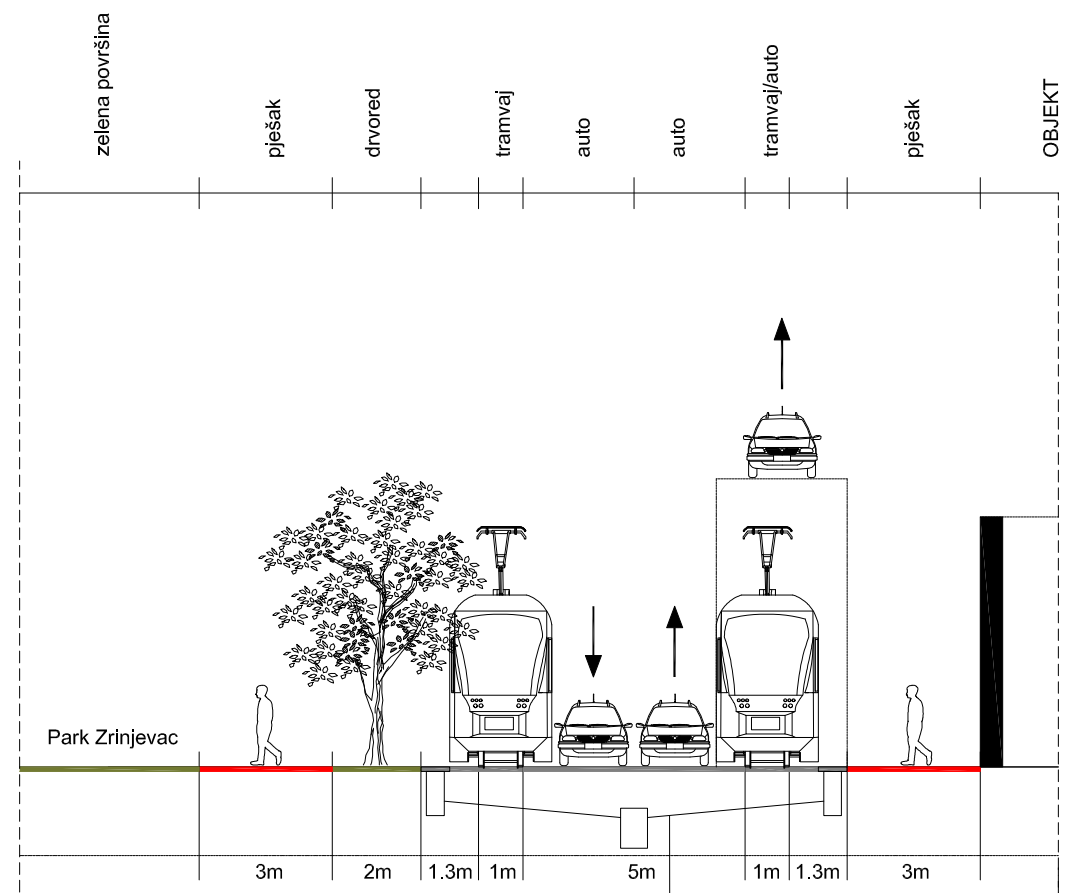 zelena površina
pješak
drvored
tramvaj
auto
auto
tramvaj/auto
pješak
OBJEKT
Park Zrinjevac
3m
2m
1.3m
1m
5m
1m
1.3m
3m